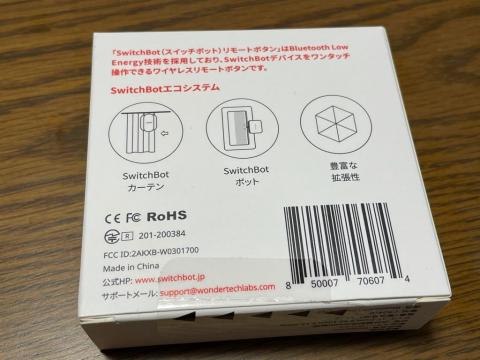 「SwitchBot(スイッチボット)リモートボタン」はBluetooth Low
Energy技術を採用しており、SwitchBotデバイスをワンタッチ
操作できるワイヤレスリモートボタンです。
SwitchBotエコシステム
SwitchBot
カーテン
SwitchBot
ボット
豊富な
拡張性
CE FC RoHS
R 201-200384
FCC ID:2AKXB-W0301700
Made in China
公式HP: www.switchbot.jp
サポートメール: support@wondertechlabs.com
8 50007 70607 4